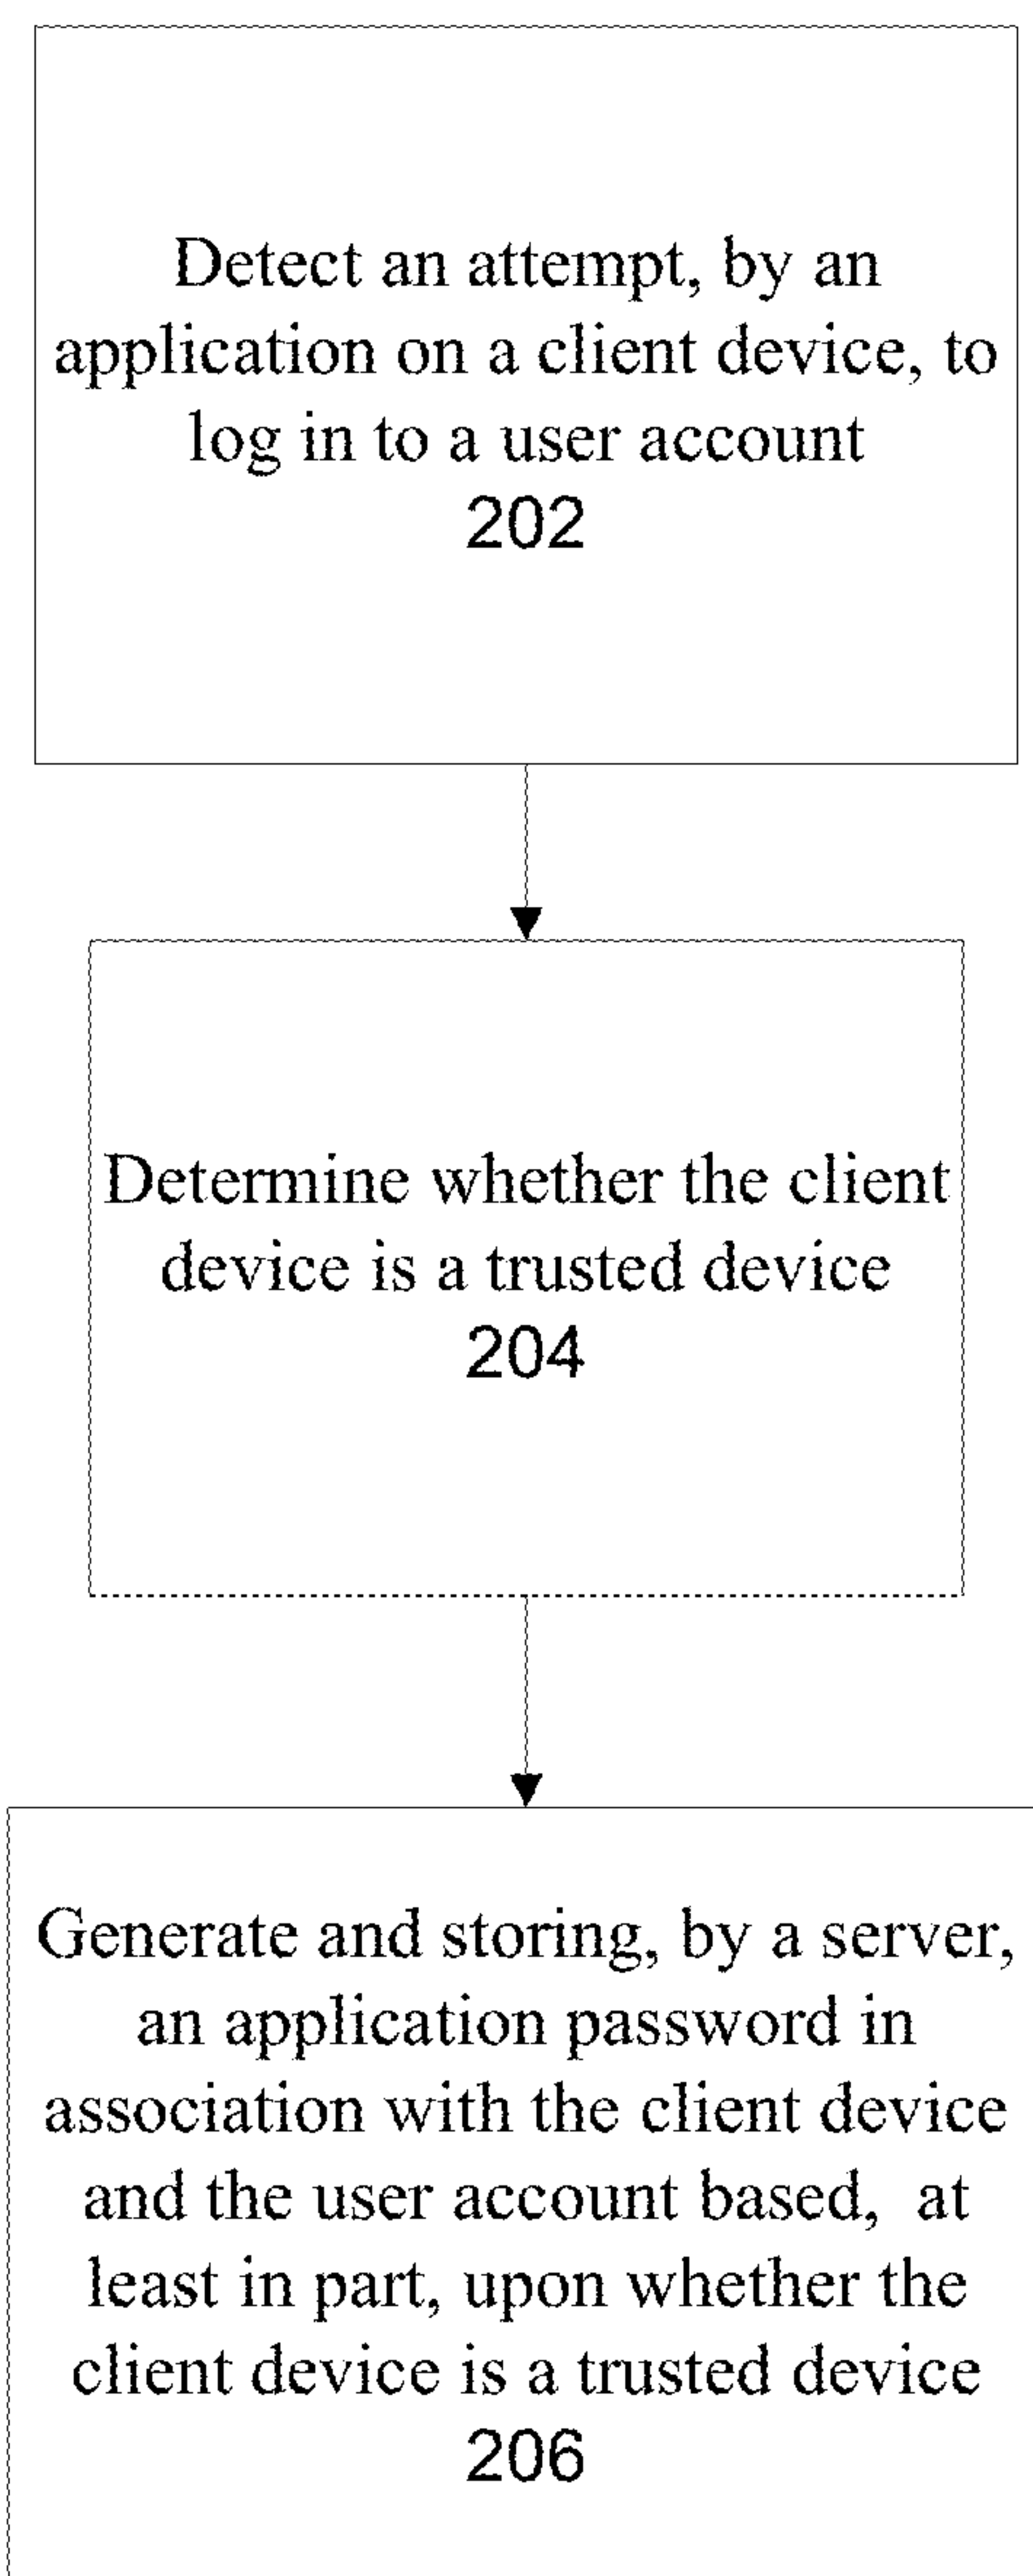 Detect an attempt, by an
application on a client device, to
log in to a user account
202
Determine whether the client
device is a trusted device
204
Generate and storing, by a server,
an application password in
association with the client device
and the user account based,  at
least in part, upon whether the
client device is a trusted device
206